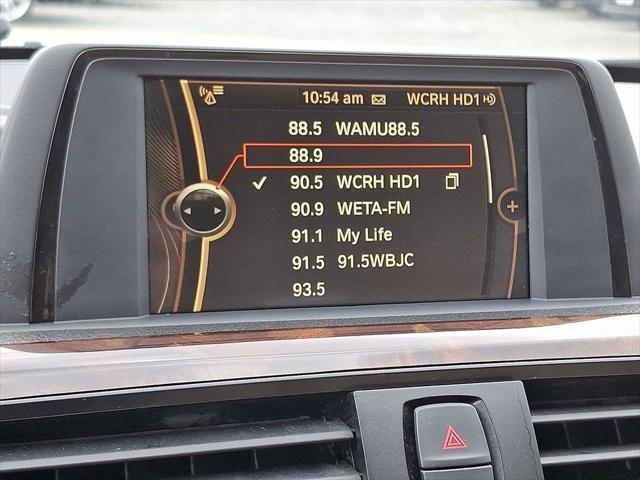 10:54 am WCRH HD1
88.5 WAMU88.5
88.9
90.5 WCRH HD1
90.9 WETA-FM
91.1 My Life
91.5 91.5WBJC
93.5